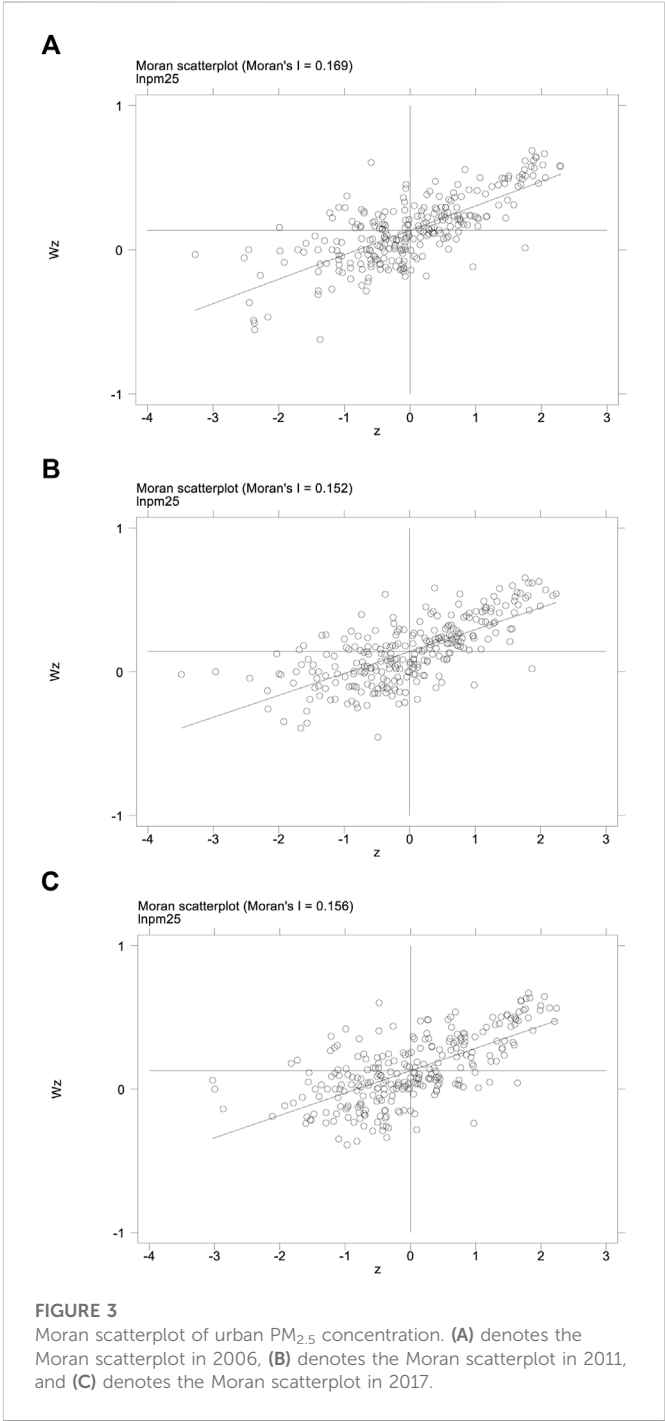 A
Moran scatterplot (Moran's I = 0.169)
lnpm25
1
0
-1
Wz
-4 -3 -2 -1 0 1 2 3
z
B
Moran scatterplot (Moran's I = 0.152)
lnpm25
1
0
-1
Wz
-4 -3 -2 -1 0 1 2 3
z
C
Moran scatterplot (Moran's I = 0.156)
lnpm25
1
0
-1
Wz
-4 -3 -2 -1 0 1 2 3
z
FIGURE 3
Moran scatterplot of urban PM2.5 concentration. (A) denotes the
Moran scatterplot in 2006, (B) denotes the Moran scatterplot in 2011,
and (C) denotes the Moran scatterplot in 2017.